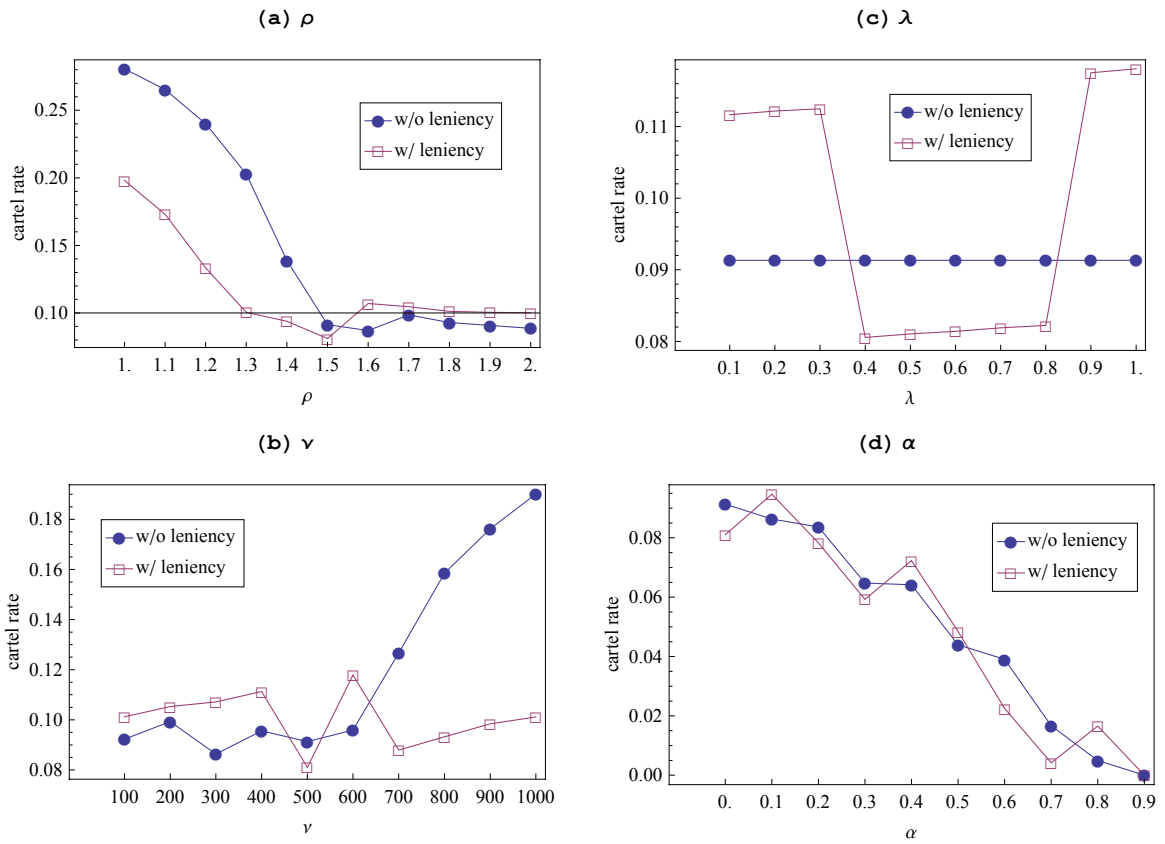 (a) ρ
0.25
0.20
0.15
0.10
cartel rate
w/o leniency
w/ leniency
1. 1.1 1.2 1.3 1.4 1.5 1.6 1.7 1.8 1.9 2.
ρ
(c) λ
0.11
0.10
0.09
0.08
cartel rate
w/o leniency
w/ leniency
0.1 0.2 0.3 0.4 0.5 0.6 0.7 0.8 0.9 1.
λ
(b) ν
0.18
0.16
0.14
0.12
0.10
0.08
cartel rate
w/o leniency
w/ leniency
100 200 300 400 500 600 700 800 900 1000
ν
(d) α
0.08
0.06
0.04
0.02
0.00
cartel rate
w/o leniency
w/ leniency
0. 0.1 0.2 0.3 0.4 0.5 0.6 0.7 0.8 0.9
α